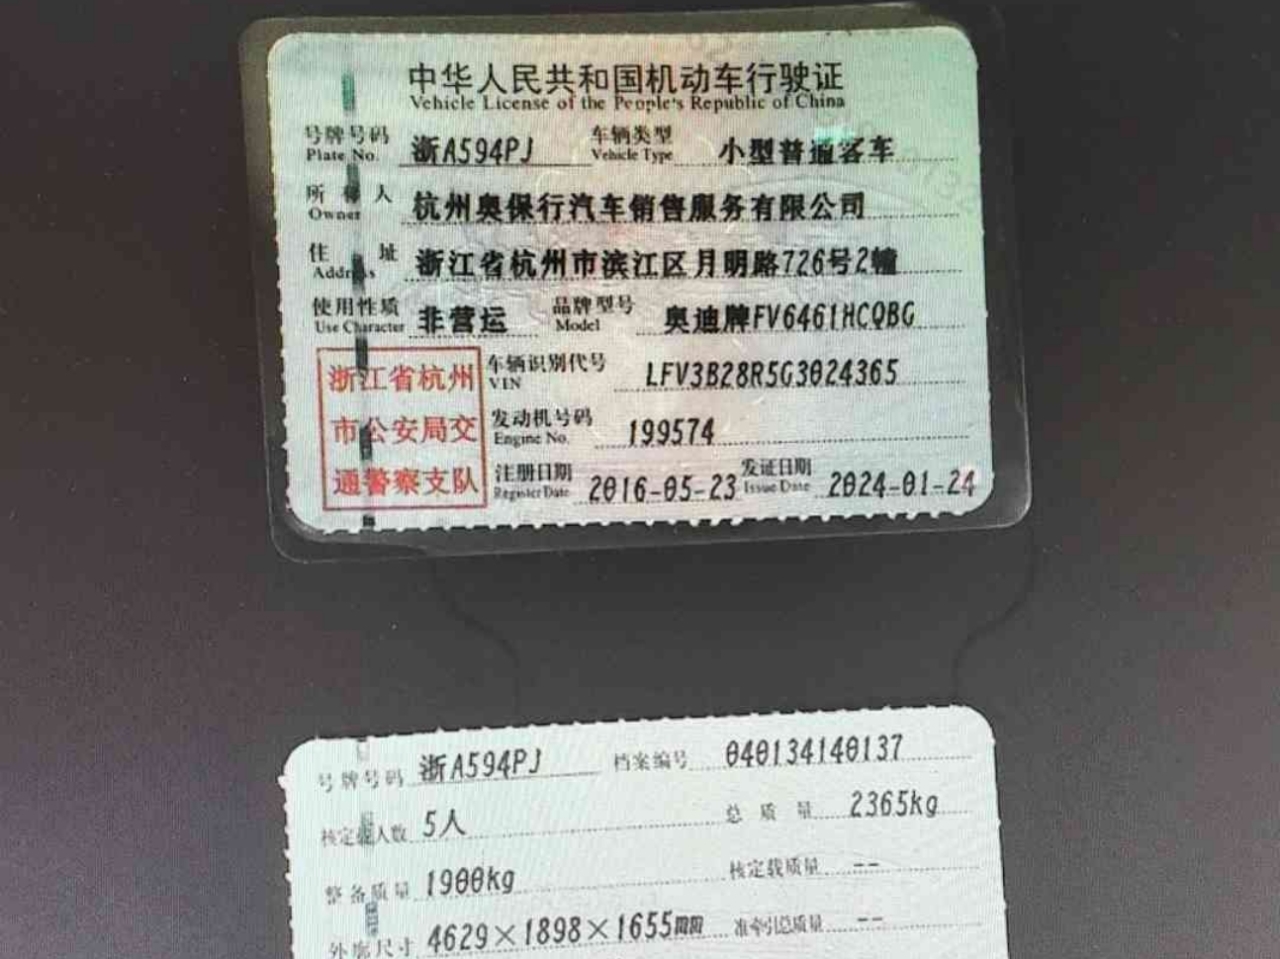 中华人民共和国机动车行驶证
Vehicle License of the People's Republic of China
号牌号码 浙A594PJ 车辆类型 小型普通客车
Plate No. Vehicle Type
所有人 杭州奥保行汽车销售服务有限公司
Owner
住址 浙江省杭州市滨江区月明路726号2幢
Address
使用性质 非营运 品牌型号 奥迪牌FV6461HCQBG
Use Character Model
浙江省杭州
市公安局交
通警察支队
车辆识别代号 LFV3B28R5G3024365
VIN
发动机号码 199574
Engine No.
注册日期 2016-05-23 发证日期 2024-01-24
Register Date Issue Date
号牌号码 浙A594PJ 档案编号 040134140137
核定载人数 5人 总质量 2365kg
整备质量 1900kg 核定载质量 --
外廓尺寸 4629×1898×1655mm 准牵引总质量 --